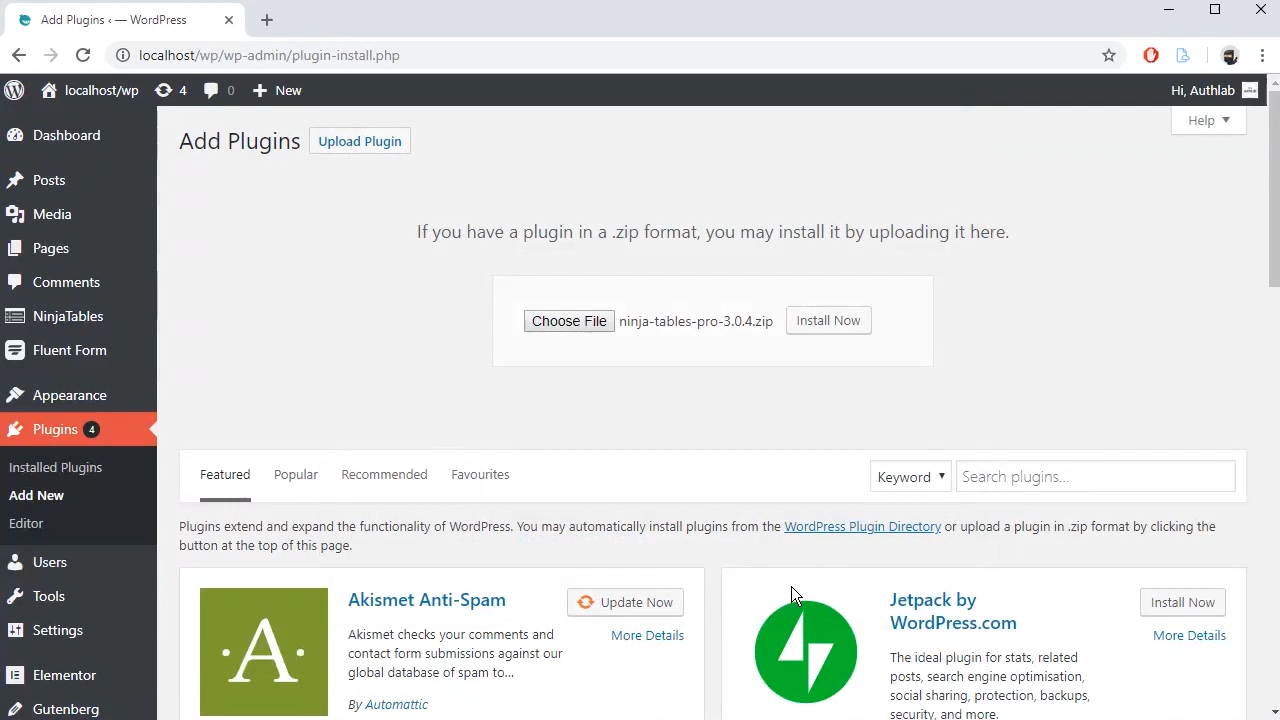 Add Plugins ‹ — WordPress
localhost/wp/wp-admin/plugin-install.php
localhost/wp 4 0 New Hi, Authlab
Help
Dashboard
Posts
Media
Pages
Comments
NinjaTables
Fluent Form
Appearance
Plugins 4
Installed Plugins
Add New
Editor
Users
Tools
Settings
Elementor
Gutenberg
Add Plugins Upload Plugin
If you have a plugin in a .zip format, you may install it by uploading it here.
Choose File ninja-tables-pro-3.0.4.zip Install Now
Featured Popular Recommended Favourites Keyword Search plugins...
Plugins extend and expand the functionality of WordPress. You may automatically install plugins from the WordPress Plugin Directory or upload a plugin in .zip format by clicking the
button at the top of this page.
·A·
Akismet Anti-Spam
Update Now
More Details
Akismet checks your comments and
contact form submissions against our
global database of spam to...
By Automattic
Jetpack by
WordPress.com
Install Now
More Details
The ideal plugin for stats, related
posts, search engine optimisation,
social sharing, protection, backups,
security, and more.